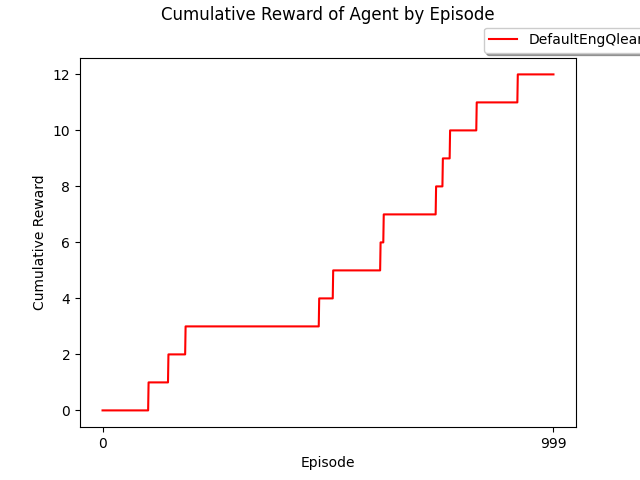 Cumulative Reward of Agent by Episode
DefaultEngQlear
12
10
8
6
4
2
0
Cumulative Reward
0 999
Episode